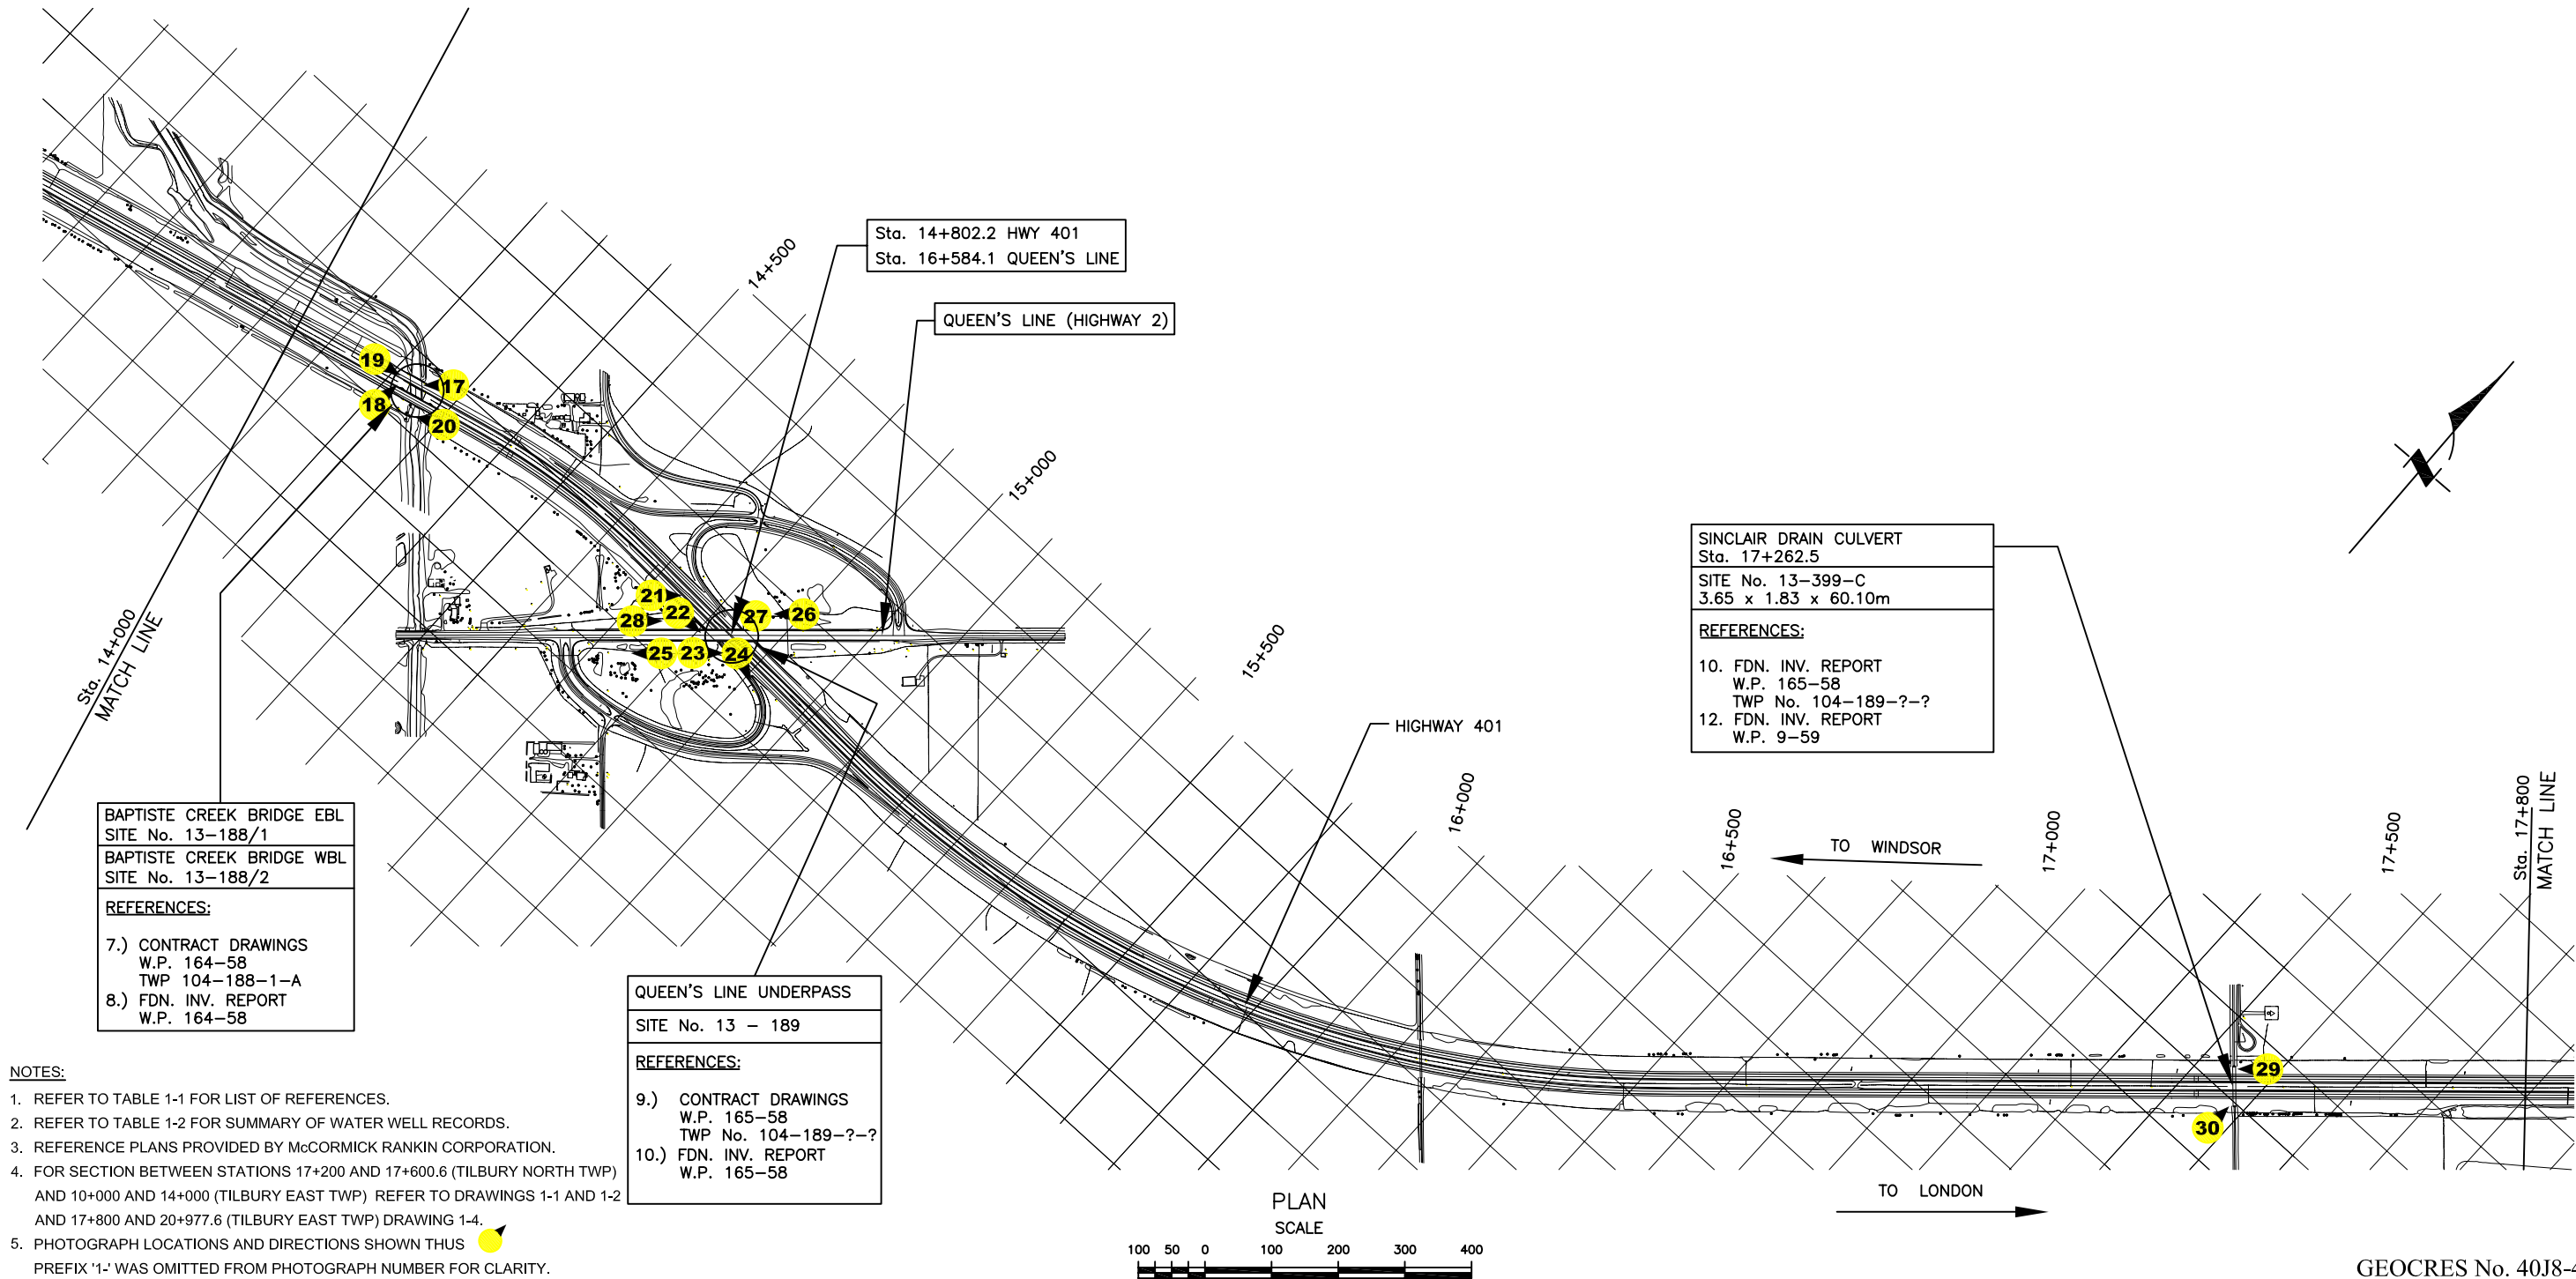 Sta. 14+802.2 HWY 401
Sta. 16+584.1 QUEEN'S LINE
14+500
QUEEN'S LINE (HIGHWAY 2)
19
17
18
20
15+000
21
22
28
27
26
25
23
24
15+500
Sta. 14+000
MATCH LINE
SINCLAIR DRAIN CULVERT
Sta. 17+262.5
SITE No. 13-399-C
3.65 x 1.83 x 60.10m
REFERENCES:
10. FDN. INV. REPORT
W.P. 165-58
TWP No. 104-189-?-?
12. FDN. INV. REPORT
W.P. 9-59
HIGHWAY 401
16+000
16+500
TO WINDSOR
17+000
17+500
Sta. 17+800
MATCH LINE
BAPTISTE CREEK BRIDGE EBL
SITE No. 13-188/1
BAPTISTE CREEK BRIDGE WBL
SITE No. 13-188/2
REFERENCES:
7.) CONTRACT DRAWINGS
W.P. 164-58
TWP 104-188-1-A
8.) FDN. INV. REPORT
W.P. 164-58
QUEEN'S LINE UNDERPASS
SITE No. 13 - 189
REFERENCES:
9.) CONTRACT DRAWINGS
W.P. 165-58
TWP No. 104-189-?-?
10.) FDN. INV. REPORT
W.P. 165-58
29
30
TO LONDON
NOTES:
1. REFER TO TABLE 1-1 FOR LIST OF REFERENCES.
2. REFER TO TABLE 1-2 FOR SUMMARY OF WATER WELL RECORDS.
3. REFERENCE PLANS PROVIDED BY McCORMICK RANKIN CORPORATION.
4. FOR SECTION BETWEEN STATIONS 17+200 AND 17+600.6 (TILBURY NORTH TWP)
AND 10+000 AND 14+000 (TILBURY EAST TWP) REFER TO DRAWINGS 1-1 AND 1-2
AND 17+800 AND 20+977.6 (TILBURY EAST TWP) DRAWING 1-4.
5. PHOTOGRAPH LOCATIONS AND DIRECTIONS SHOWN THUS
PREFIX '1-' WAS OMITTED FROM PHOTOGRAPH NUMBER FOR CLARITY.
PLAN
SCALE
100 50 0 100 200 300 400
GEOCRES No. 40J8-